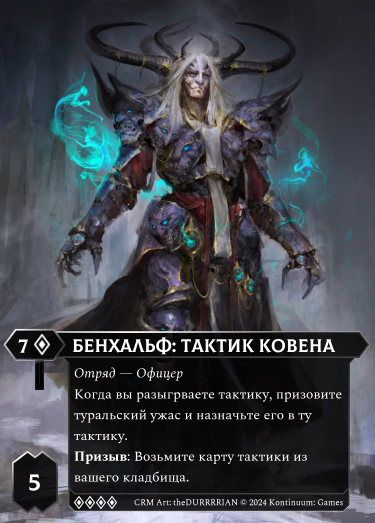 7
БЕНХАЛЬФ: ТАКТИК КОВЕНА
Отряд — Офицер
Когда вы разыгрваете тактику, призовите
туральский ужас и назначьте его в ту
тактику.
Призыв: Возьмите карту тактики из
вашего кладбища.
5
CRM Art: theDURRRRIAN © 2024 Kontinuum: Games